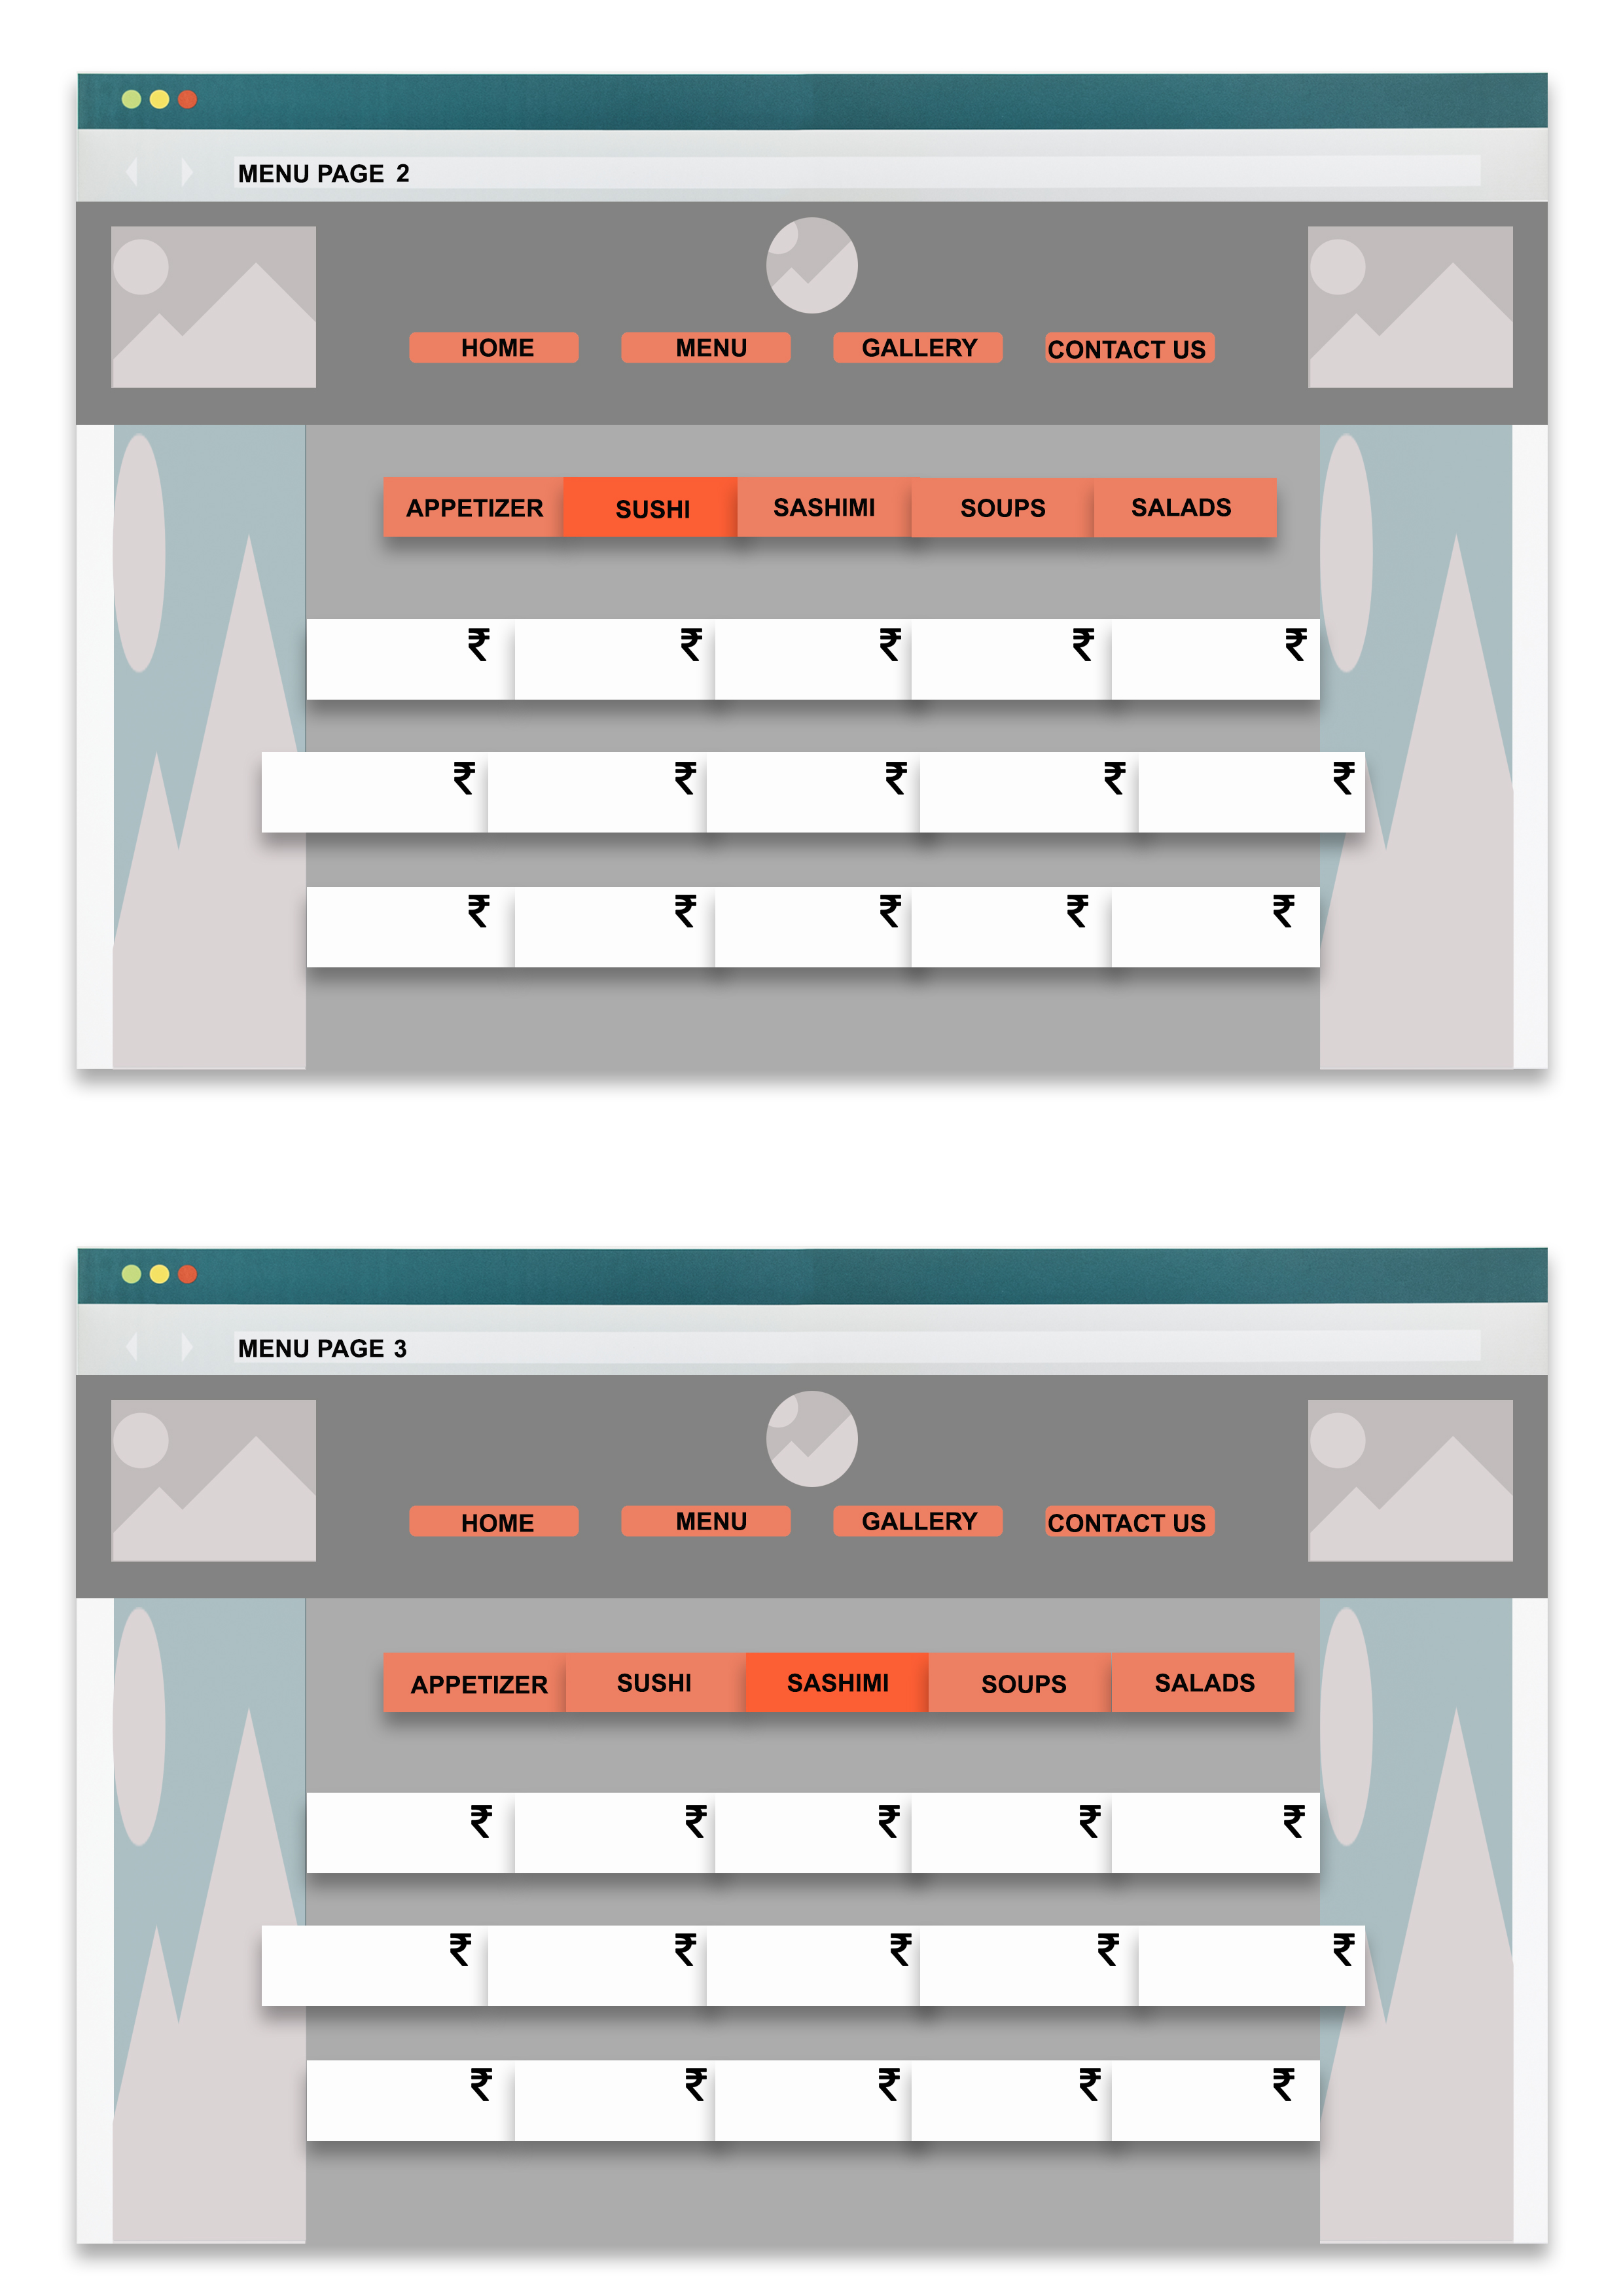 MENU PAGE 2
HOME MENU GALLERY CONTACT US
APPETIZER SUSHI SASHIMI SOUPS SALADS
₹ ₹ ₹ ₹ ₹
₹ ₹ ₹ ₹ ₹
₹ ₹ ₹ ₹ ₹
MENU PAGE 3
HOME MENU GALLERY CONTACT US
APPETIZER SUSHI SASHIMI SOUPS SALADS
₹ ₹ ₹ ₹ ₹
₹ ₹ ₹ ₹ ₹
₹ ₹ ₹ ₹ ₹